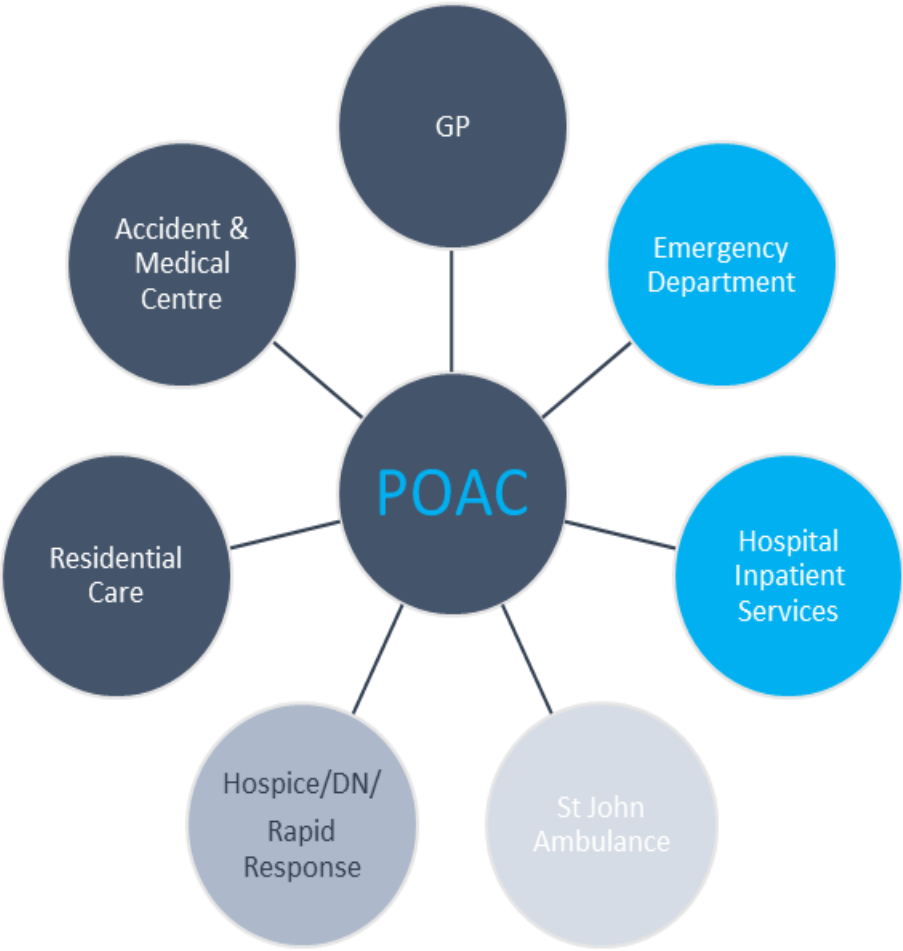 GP
Emergency
Department
Hospital
Inpatient
Services
St John
Ambulance
Hospice/DN/
Rapid
Response
Residential
Care
Accident &
Medical
Centre
POAC